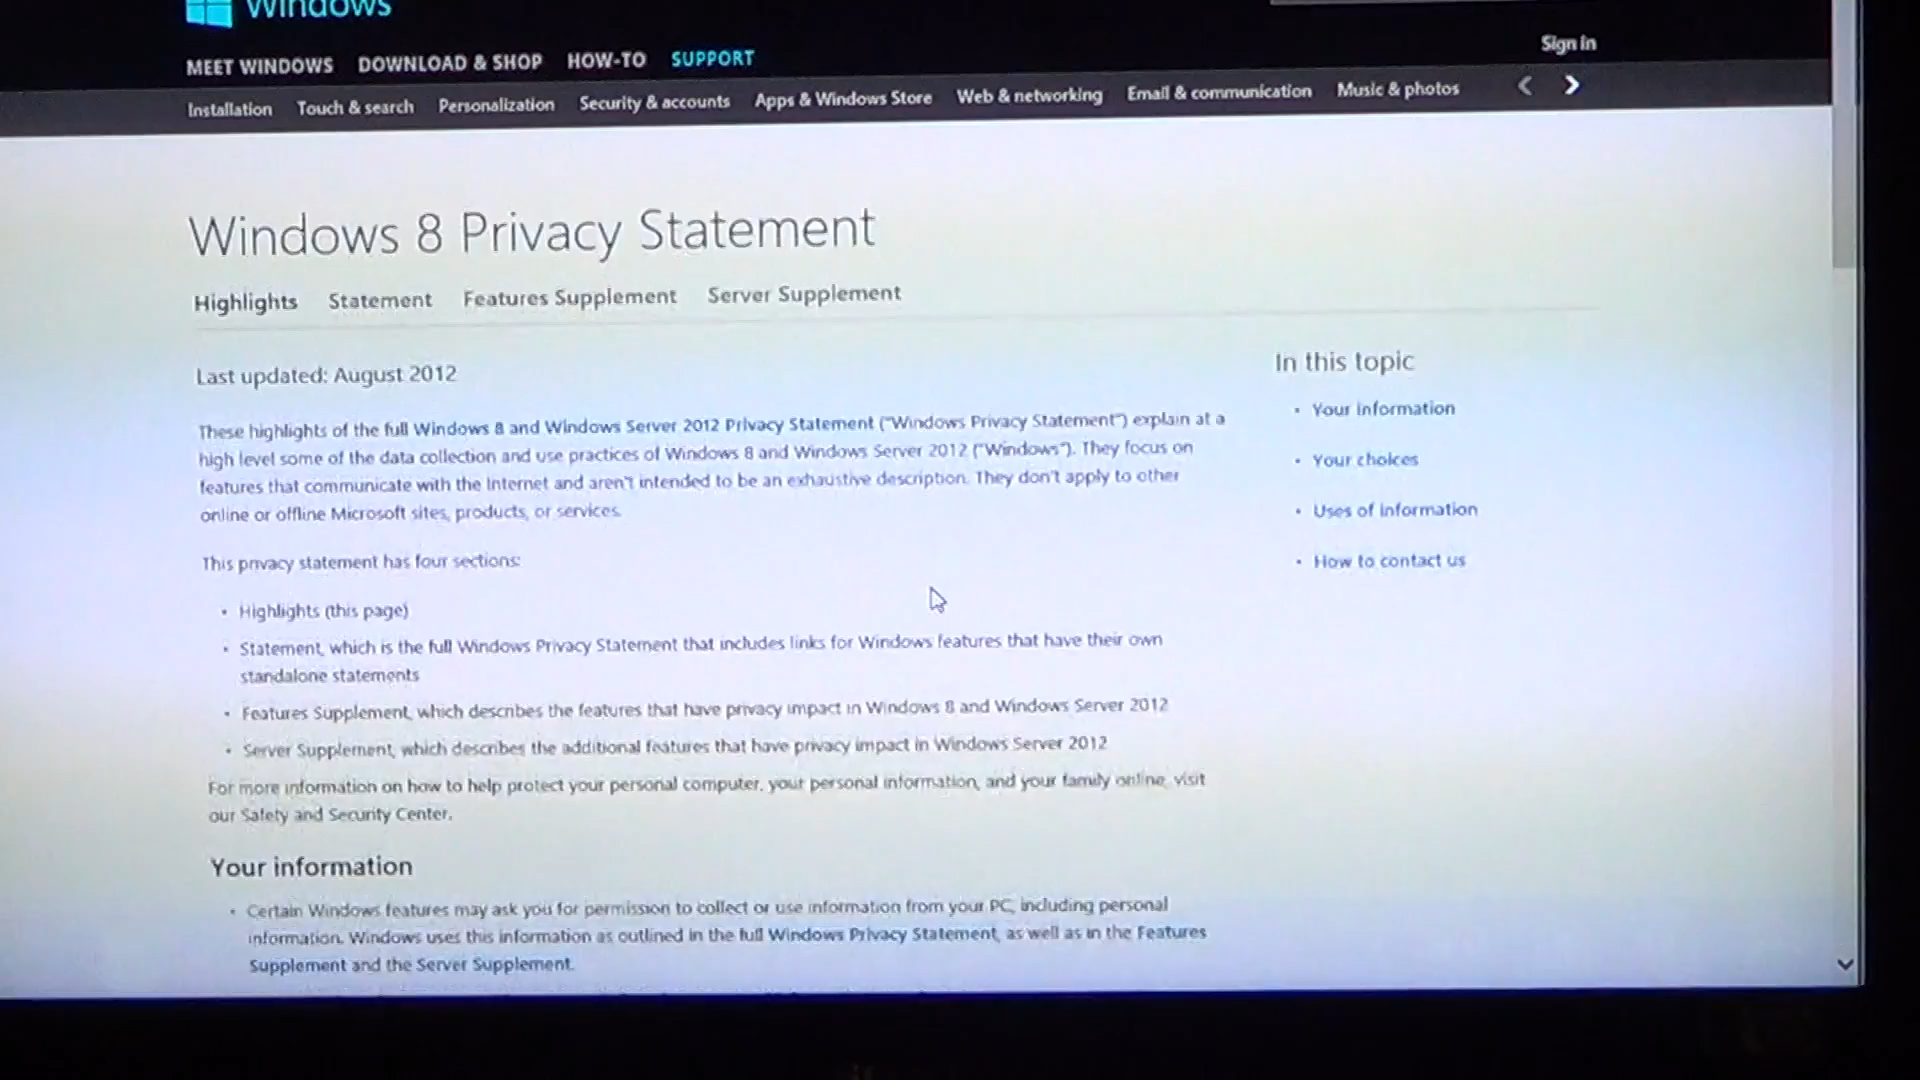 Windows
Sign in
MEET WINDOWS DOWNLOAD & SHOP HOW-TO SUPPORT
Installation Touch & search Personalization Security & accounts Apps & Windows Store Web & networking Email & communication Music & photos
Windows 8 Privacy Statement
Highlights Statement Features Supplement Server Supplement
Last updated: August 2012
These highlights of the full Windows 8 and Windows Server 2012 Privacy Statement ("Windows Privacy Statement") explain at a
high level some of the data collection and use practices of Windows 8 and Windows Server 2012 ("Windows"). They focus on
features that communicate with the Internet and aren't intended to be an exhaustive description. They don't apply to other
online or offline Microsoft sites, products, or services.
This privacy statement has four sections:
• Highlights (this page)
• Statement, which is the full Windows Privacy Statement that includes links for Windows features that have their own
standalone statements
• Features Supplement, which describes the features that have privacy impact in Windows 8 and Windows Server 2012
• Server Supplement, which describes the additional features that have privacy impact in Windows Server 2012
For more information on how to help protect your personal computer, your personal information, and your family online, visit
our Safety and Security Center.
Your information
• Certain Windows features may ask you for permission to collect or use information from your PC, including personal
information. Windows uses this information as outlined in the full Windows Privacy Statement, as well as in the Features
Supplement and the Server Supplement.
In this topic
• Your information
• Your choices
• Uses of information
• How to contact us